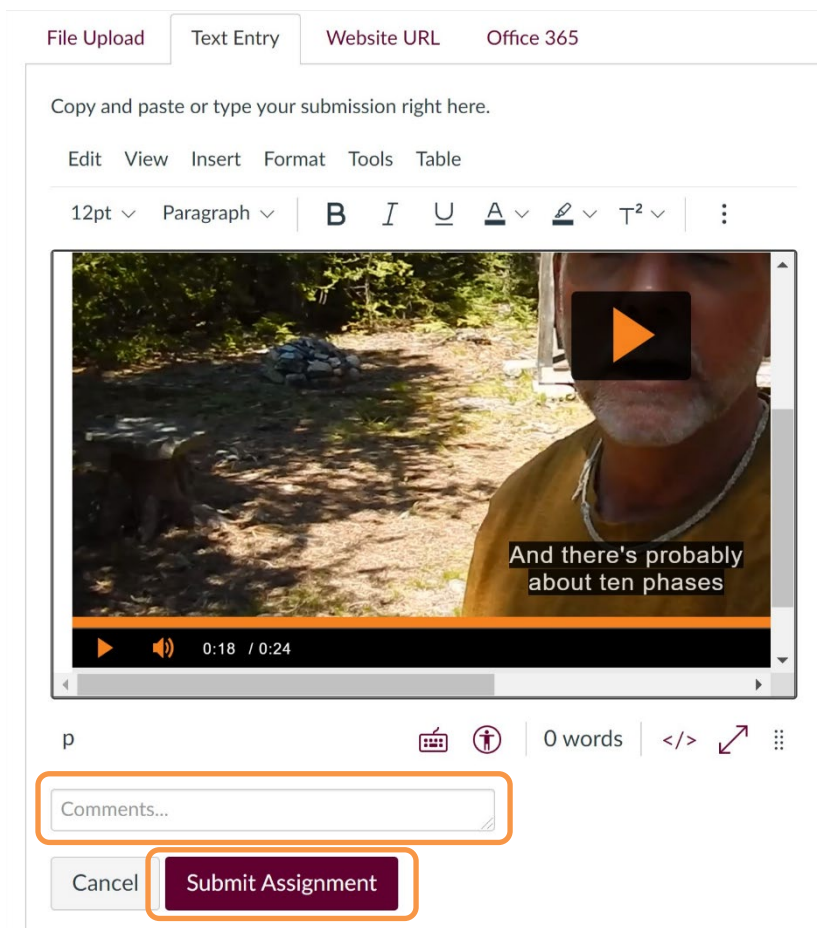 File Upload Text Entry Website URL Office 365
Copy and paste or type your submission right here.
Edit View Insert Format Tools Table
12pt Paragraph B I U A T²
And there's probably
about ten phases
0:18 / 0:24
p 0 words </>
Comments...
Cancel Submit Assignment